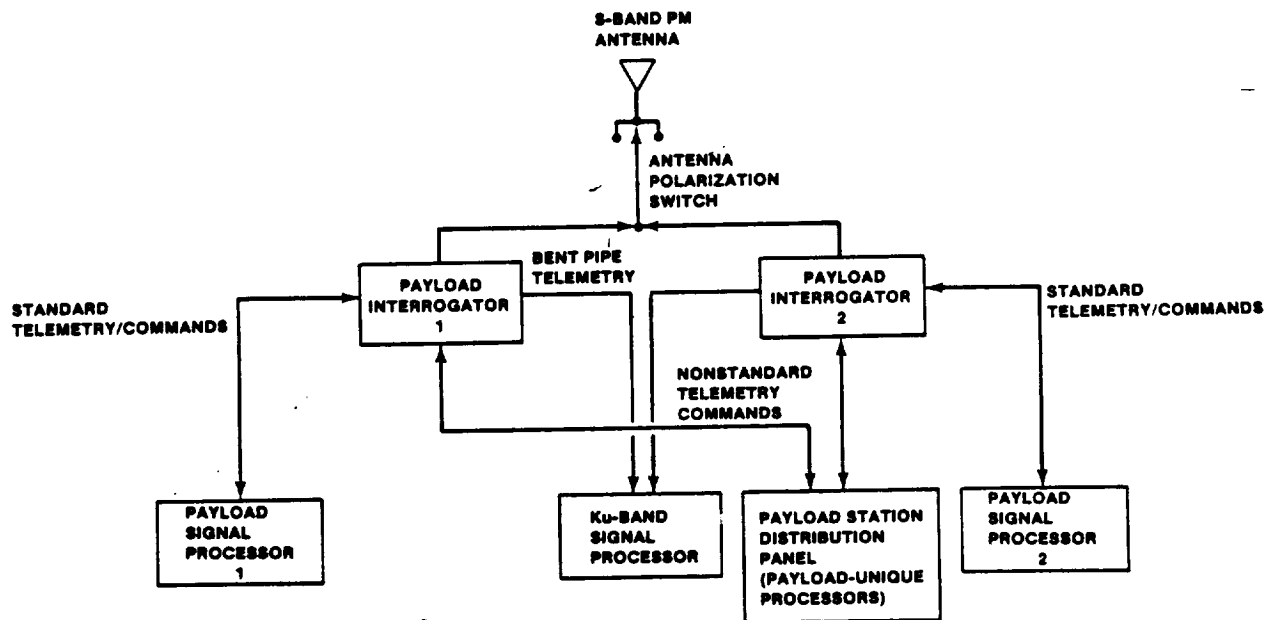 S-BAND PM
ANTENNA
ANTENNA
POLARIZATION
SWITCH
BENT PIPE
TELEMETRY
PAYLOAD
INTERROGATOR
1
PAYLOAD
INTERROGATOR
2
STANDARD
TELEMETRY/COMMANDS
STANDARD
TELEMETRY/COMMANDS
NONSTANDARD
TELEMETRY
COMMANDS
PAYLOAD
SIGNAL
PROCESSOR
1
Ku-BAND
SIGNAL
PROCESSOR
PAYLOAD STATION
DISTRIBUTION
PANEL
(PAYLOAD-UNIQUE
PROCESSORS)
PAYLOAD
SIGNAL
PROCESSOR
2